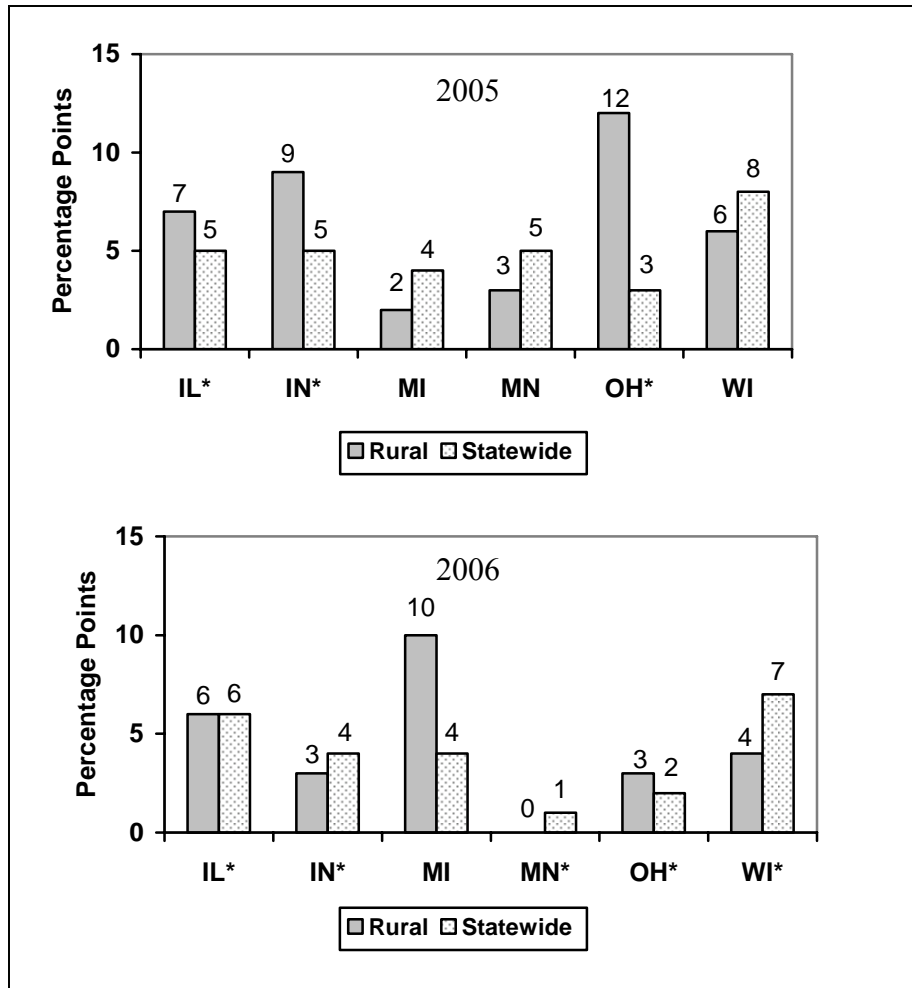 2005
Percentage Points
15
10
5
0
7 5 9 5 2 4 3 5 12 3 6 8
IL* IN* MI MN OH* WI
Rural Statewide
2006
Percentage Points
15
10
5
0
6 6 3 4 10 4 0 1 3 2 4 7
IL* IN* MI MN* OH* WI*
Rural Statewide